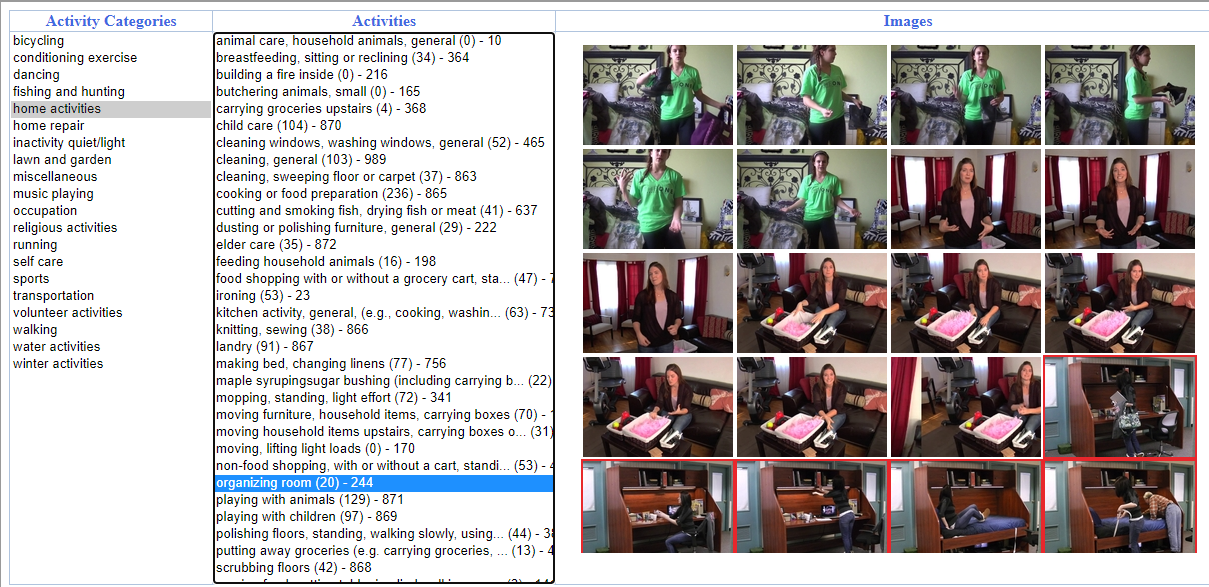 Activity Categories
Activities
Images
bicycling
conditioning exercise
dancing
fishing and hunting
home activities
home repair
inactivity quiet/light
lawn and garden
miscellaneous
music playing
occupation
religious activities
running
self care
sports
transportation
volunteer activities
walking
water activities
winter activities
animal care, household animals, general (0) - 10
breastfeeding, sitting or reclining (34) - 364
building a fire inside (0) - 216
butchering animals, small (0) - 165
carrying groceries upstairs (4) - 368
child care (104) - 870
cleaning windows, washing windows, general (52) - 465
cleaning, general (103) - 989
cleaning, sweeping floor or carpet (37) - 863
cooking or food preparation (236) - 865
cutting and smoking fish, drying fish or meat (41) - 637
dusting or polishing furniture, general (29) - 222
elder care (35) - 872
feeding household animals (16) - 198
food shopping with or without a grocery cart, sta... (47) - 7
ironing (53) - 23
kitchen activity, general, (e.g., cooking, washin... (63) - 73
knitting, sewing (38) - 866
landry (91) - 867
making bed, changing linens (77) - 756
maple syrupingsugar bushing (including carrying b... (22)
mopping, standing, light effort (72) - 341
moving furniture, household items, carrying boxes (70) - 1
moving household items upstairs, carrying boxes o... (31)
moving, lifting light loads (0) - 170
non-food shopping, with or without a cart, standi... (53) - 4
organizing room (20) - 244
playing with animals (129) - 871
playing with children (97) - 869
polishing floors, standing, walking slowly, using... (44) - 38
putting away groceries (e.g. carrying groceries, ... (13) - 4
scrubbing floors (42) - 868